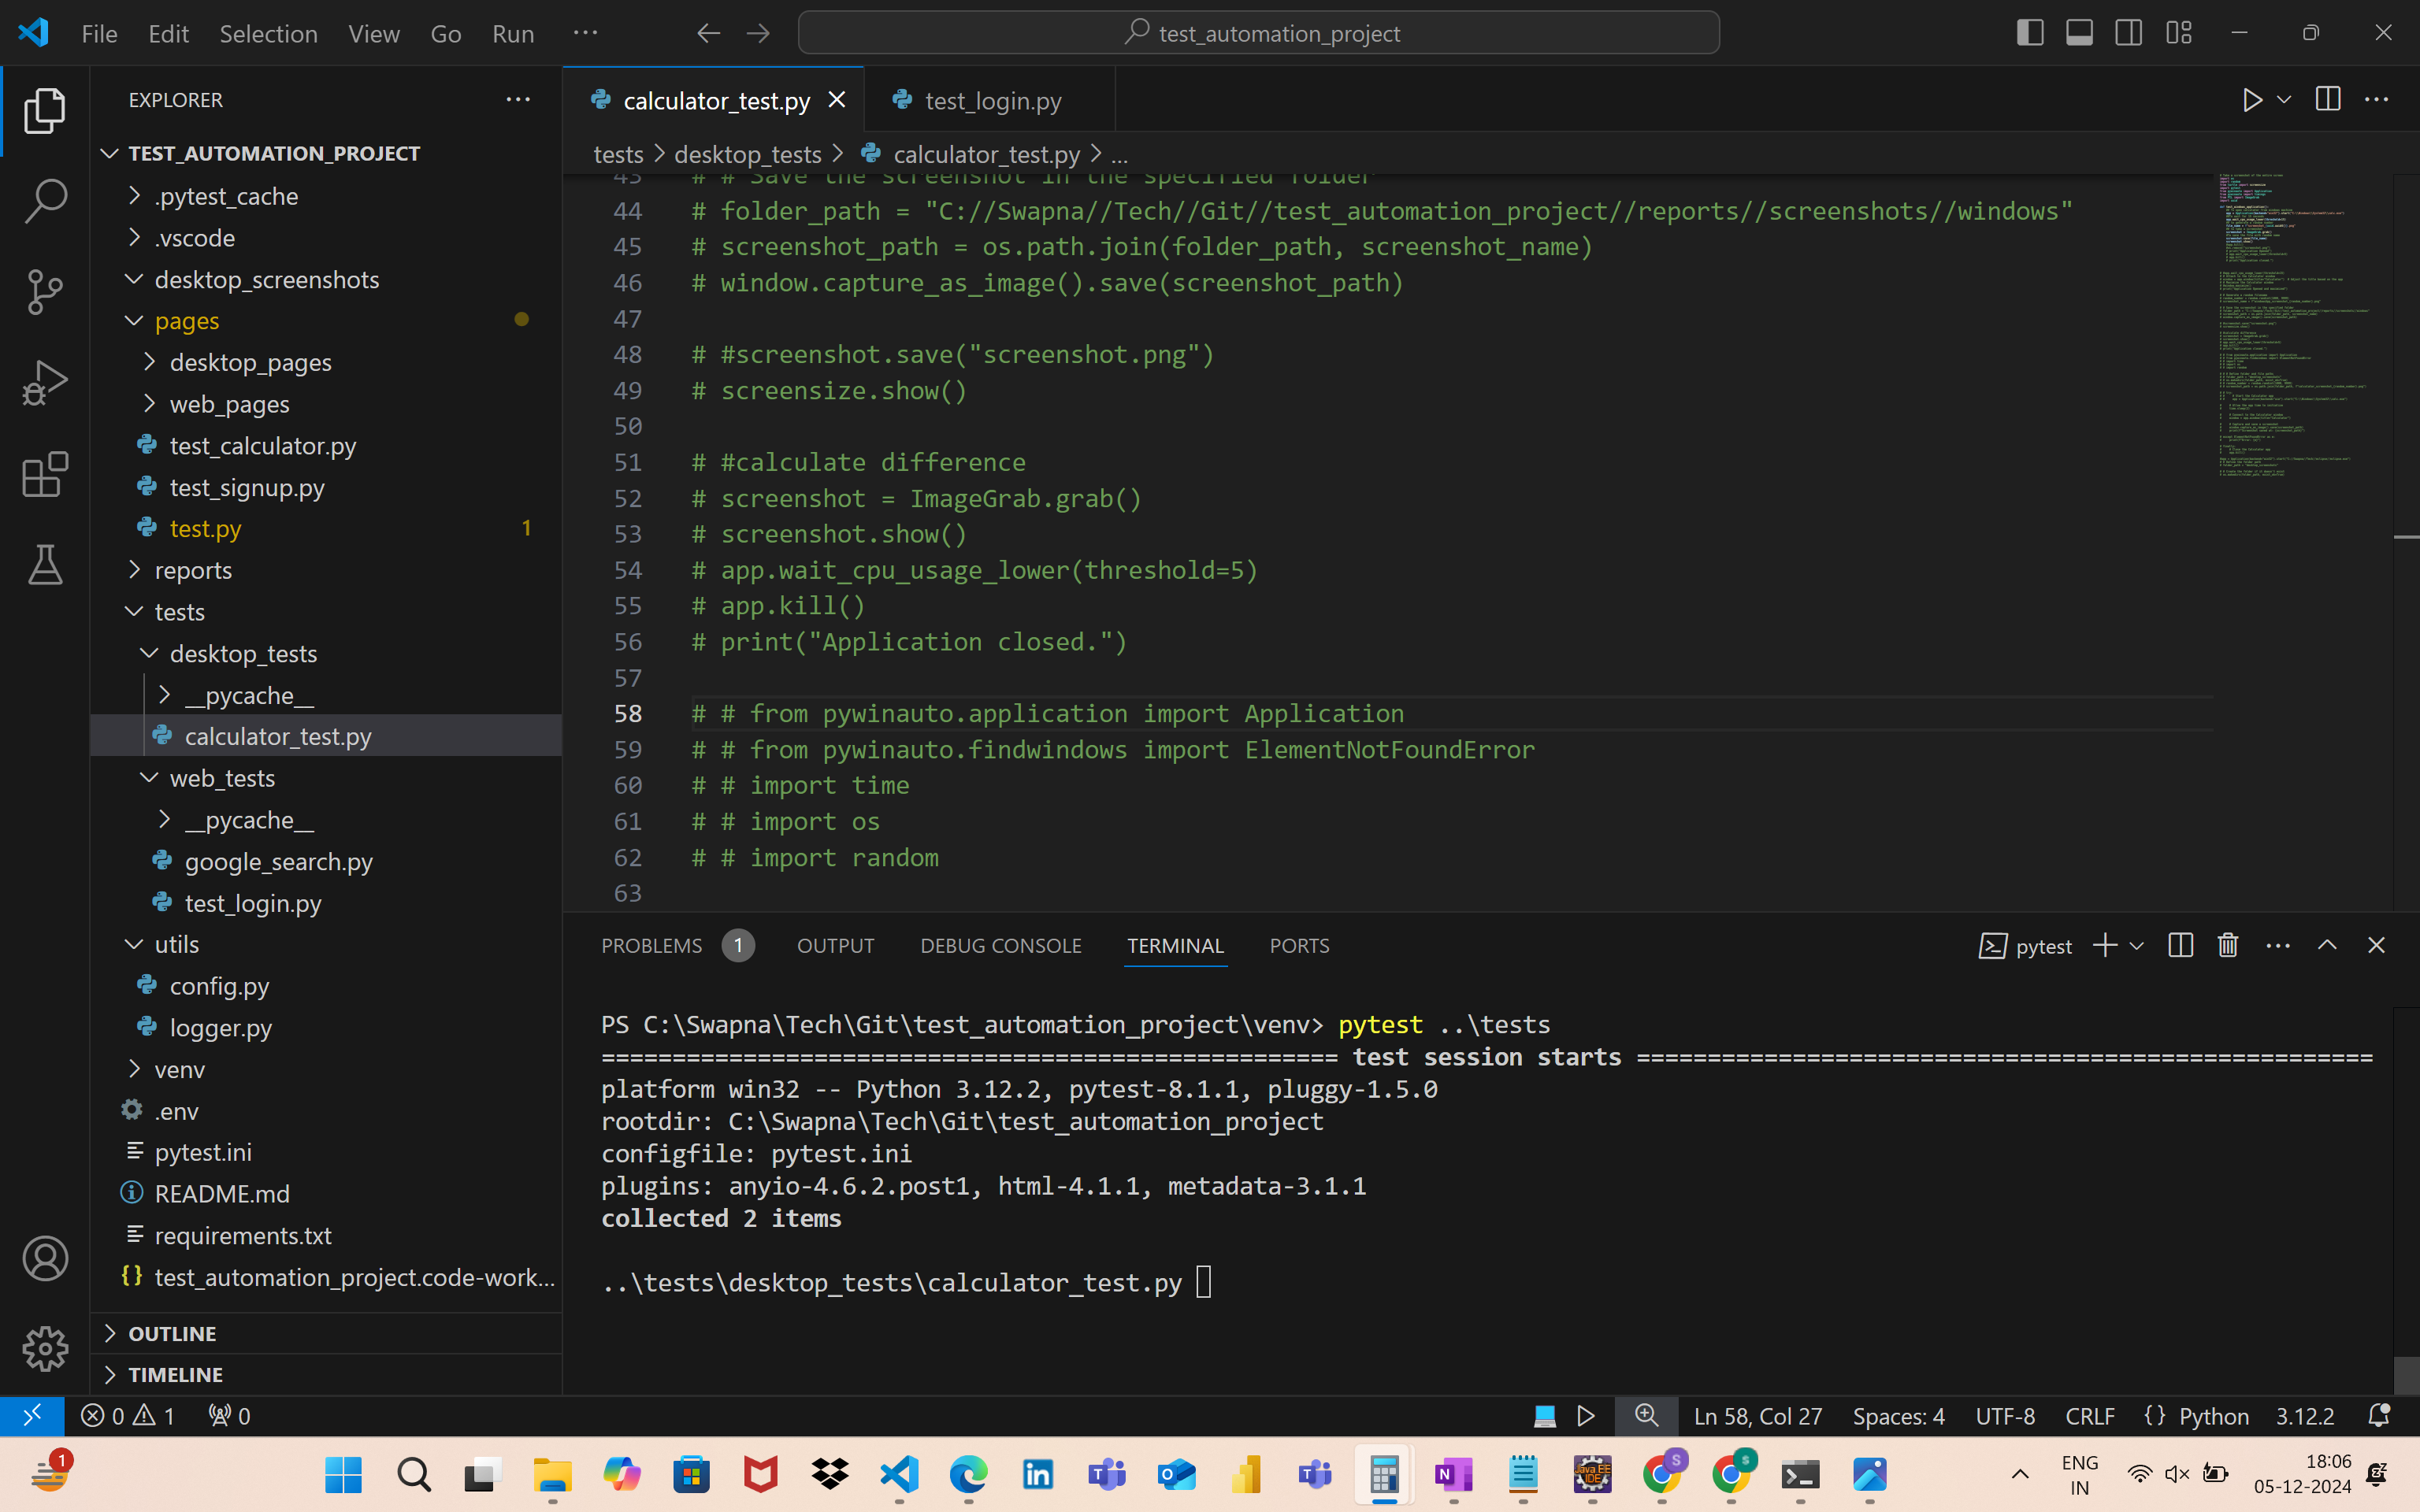 File Edit Selection View Go Run ...
test_automation_project
EXPLORER
TEST_AUTOMATION_PROJECT
.pytest_cache
.vscode
desktop_screenshots
pages
desktop_pages
web_pages
test_calculator.py
test_signup.py
test.py 1
reports
tests
desktop_tests
__pycache__
calculator_test.py
web_tests
__pycache__
google_search.py
test_login.py
utils
config.py
logger.py
venv
.env
pytest.ini
README.md
requirements.txt
test_automation_project.code-work...
OUTLINE
TIMELINE
calculator_test.py test_login.py
tests > desktop_tests > calculator_test.py > ...
43 # # Save the screenshot in the specified folder
44 # folder_path = "C://Swapna//Tech//Git//test_automation_project//reports//screenshots//windows"
45 # screenshot_path = os.path.join(folder_path, screenshot_name)
46 # window.capture_as_image().save(screenshot_path)
47
48 # #screenshot.save("screenshot.png")
49 # screensize.show()
50
51 # #calculate difference
52 # screenshot = ImageGrab.grab()
53 # screenshot.show()
54 # app.wait_cpu_usage_lower(threshold=5)
55 # app.kill()
56 # print("Application closed.")
57
58 # # from pywinauto.application import Application
59 # # from pywinauto.findwindows import ElementNotFoundError
60 # # import time
61 # # import os
62 # # import random
63
PROBLEMS 1 OUTPUT DEBUG CONSOLE TERMINAL PORTS
pytest
PS C:\Swapna\Tech\Git\test_automation_project\venv> pytest ..\tests
==================================================== test session starts ====================================================
platform win32 -- Python 3.12.2, pytest-8.1.1, pluggy-1.5.0
rootdir: C:\Swapna\Tech\Git\test_automation_project
configfile: pytest.ini
plugins: anyio-4.6.2.post1, html-4.1.1, metadata-3.1.1
collected 2 items
..\tests\desktop_tests\calculator_test.py
0 1 0
Ln 58, Col 27 Spaces: 4 UTF-8 CRLF {} Python 3.12.2
1
ENG
IN
18:06
05-12-2024